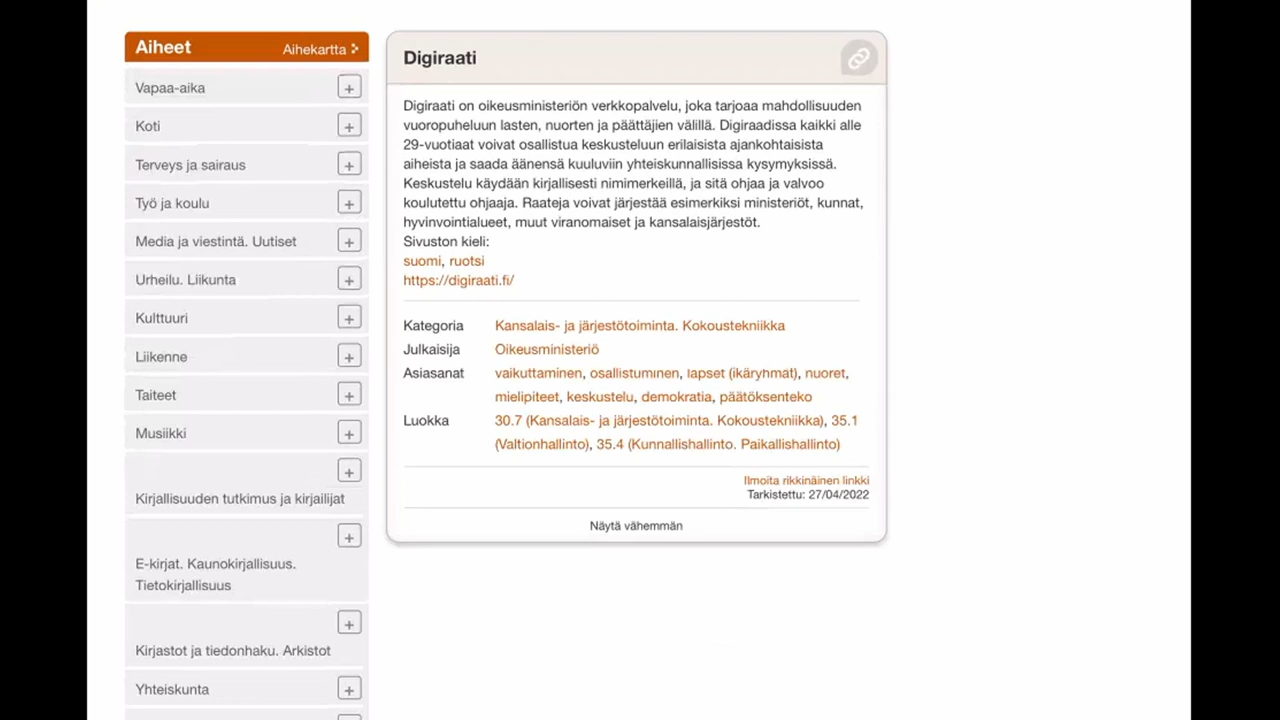 Aiheet
Aihekartta
Vapaa-aika
Koti
Terveys ja sairaus
Työ ja koulu
Media ja viestintä. Uutiset
Urheilu. Liikunta
Kulttuuri
Liikenne
Taiteet
Musiikki
Kirjallisuuden tutkimus ja kirjailijat
E-kirjat. Kaunokirjallisuus.
Tietokirjallisuus
Kirjastot ja tiedonhaku. Arkistot
Yhteiskunta
Digiraati
Digiraati on oikeusministeriön verkkopalvelu, joka tarjoaa mahdollisuuden
vuoropuheluun lasten, nuorten ja päättäjien välillä. Digiraadissa kaikki alle
29-vuotiaat voivat osallistua keskusteluun erilaisista ajankohtaisista
aiheista ja saada äänensä kuuluviin yhteiskunnallisissa kysymyksissä.
Keskustelu käydään kirjallisesti nimimerkeillä, ja sitä ohjaa ja valvoo
koulutettu ohjaaja. Raateja voivat järjestää esimerkiksi ministeriöt, kunnat,
hyvinvointialueet, muut viranomaiset ja kansalaisjärjestöt.
Sivuston kieli:
suomi, ruotsi
https://digiraati.fi/
Kategoria Kansalais- ja järjestötoiminta. Kokoustekniikka
Julkaisija Oikeusministeriö
Asiasanat vaikuttaminen, osallistuminen, lapset (ikäryhmät), nuoret,
mielipiteet, keskustelu, demokratia, päätöksenteko
Luokka 30.7 (Kansalais- ja järjestötoiminta. Kokoustekniikka), 35.1
(Valtionhallinto), 35.4 (Kunnallishallinto. Paikallishallinto)
Ilmoita rikkinäinen linkki
Tarkistettu: 27/04/2022
Näytä vähemmän